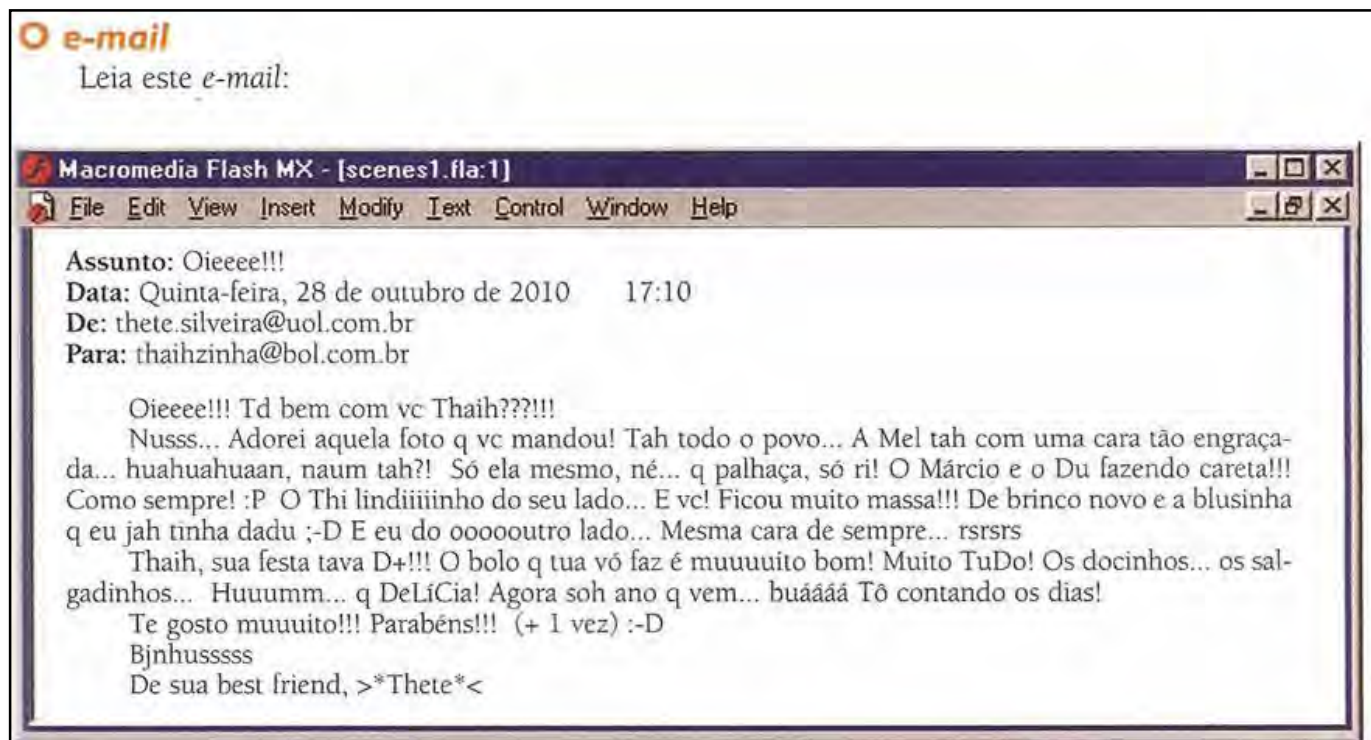 O e-mail
Leia este e-mail:
Macromedia Flash MX - [scenes1.fla:1]
File Edit View Insert Modify Text Control Window Help
Assunto: Oieeee!!!
Data: Quinta-feira, 28 de outubro de 2010 17:10
De: thete.silveira@uol.com.br
Para: thaihzinha@bol.com.br
Oieeee!!! Td bem com vc Thaih???!!!
Nusss... Adorei aquela foto q vc mandou! Tah todo o povo... A Mel tah com uma cara tão engraça-
da... huahuahuaan, naum tah?! Só ela mesmo, né... q palhaça, só ri! O Márcio e o Du fazendo careta!!!
Como sempre! :P O Thi lindiiiiinho do seu lado... E vc! Ficou muito massa!!! De brinco novo e a blusinha
q eu jah tinha dadu ;-D E eu do oooooutro lado... Mesma cara de sempre... rsrsrs
Thaih, sua festa tava D+!!! O bolo q tua vó faz é muuuuito bom! Muito TuDo! Os docinhos... os sal-
gadinhos... Huuumm... q DeLíCia! Agora soh ano q vem... buáááá Tô contando os dias!
Te gosto muuuito!!! Parabéns!!! (+ 1 vez) :-D
Bjnhusssss
De sua best friend, >*Thete*<